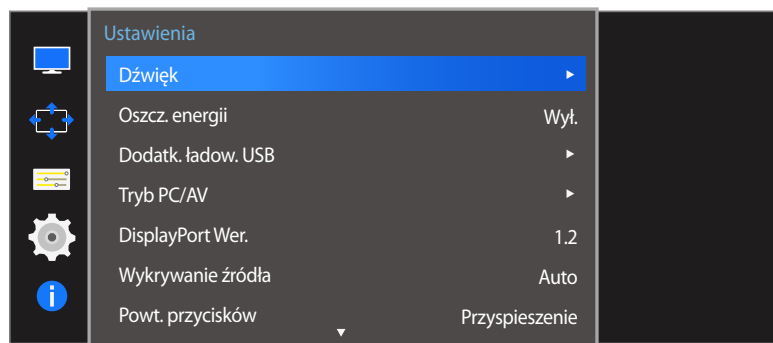 Ustawienia
Dźwięk
Oszcz. energii Wył.
Dodatk. ładow. USB
Tryb PC/AV
DisplayPort Wer. 1.2
Wykrywanie źródła Auto
Powt. przycisków Przyspieszenie